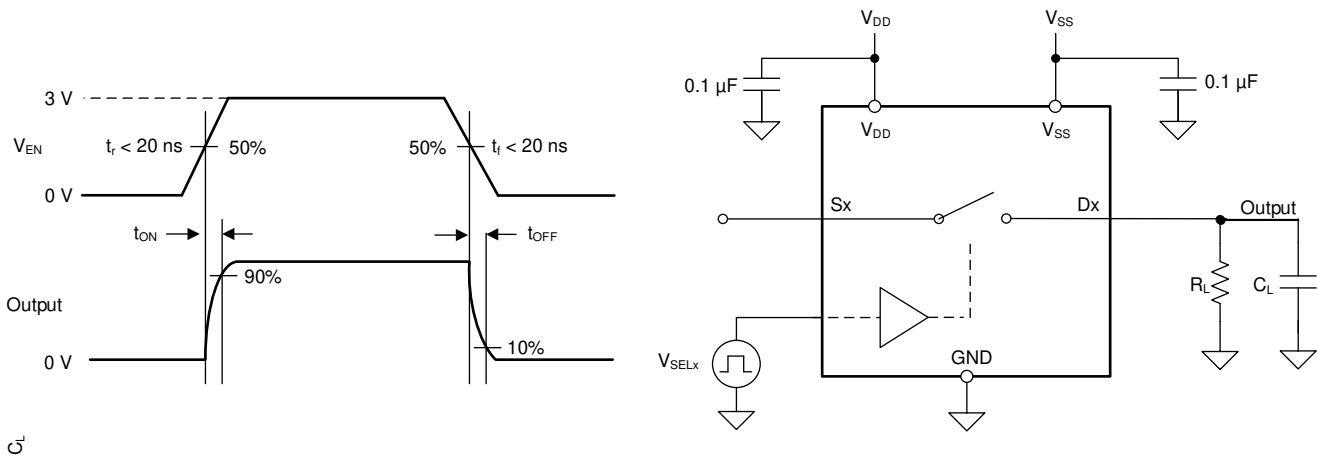 3 V
V_EN
t_r < 20 ns
50%
50%
t_f < 20 ns
0 V
t_ON
t_OFF
90%
Output
10%
0 V
C_L
V_DD
V_SS
0.1 µF
0.1 µF
V_DD
V_SS
Sx
Dx
Output
R_L
C_L
V_SELx
GND